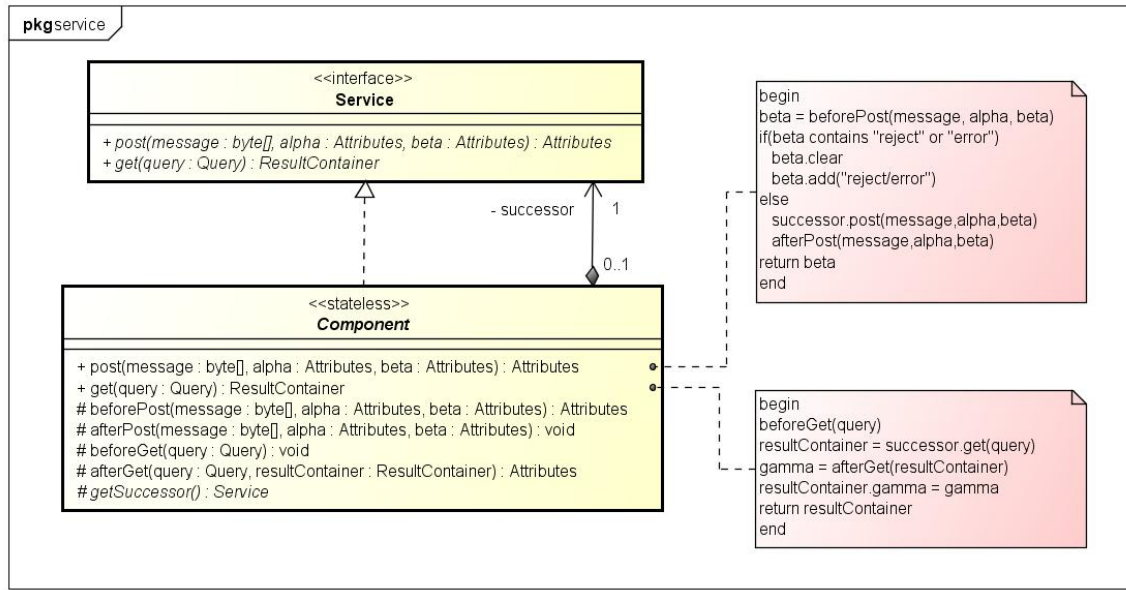 pkg service
<<interface>>
Service
+ post(message : byte[], alpha : Attributes, beta : Attributes) : Attributes
+ get(query : Query) : ResultContainer
- successor
1
0..1
<<stateless>>
Component
+ post(message : byte[], alpha : Attributes, beta : Attributes) : Attributes
+ get(query : Query) : ResultContainer
# beforePost(message : byte[], alpha : Attributes, beta : Attributes) : Attributes
# afterPost(message : byte[], alpha : Attributes, beta : Attributes) : void
# beforeGet(query : Query) : void
# afterGet(query : Query, resultContainer : ResultContainer) : Attributes
# getSuccessor() : Service
begin
beta = beforePost(message, alpha, beta)
if(beta contains "reject" or "error")
beta.clear
beta.add("reject/error")
else
successor.post(message,alpha,beta)
afterPost(message,alpha,beta)
return beta
end
begin
beforeGet(query)
resultContainer = successor.get(query)
gamma = afterGet(resultContainer)
resultContainer.gamma = gamma
return resultContainer
end